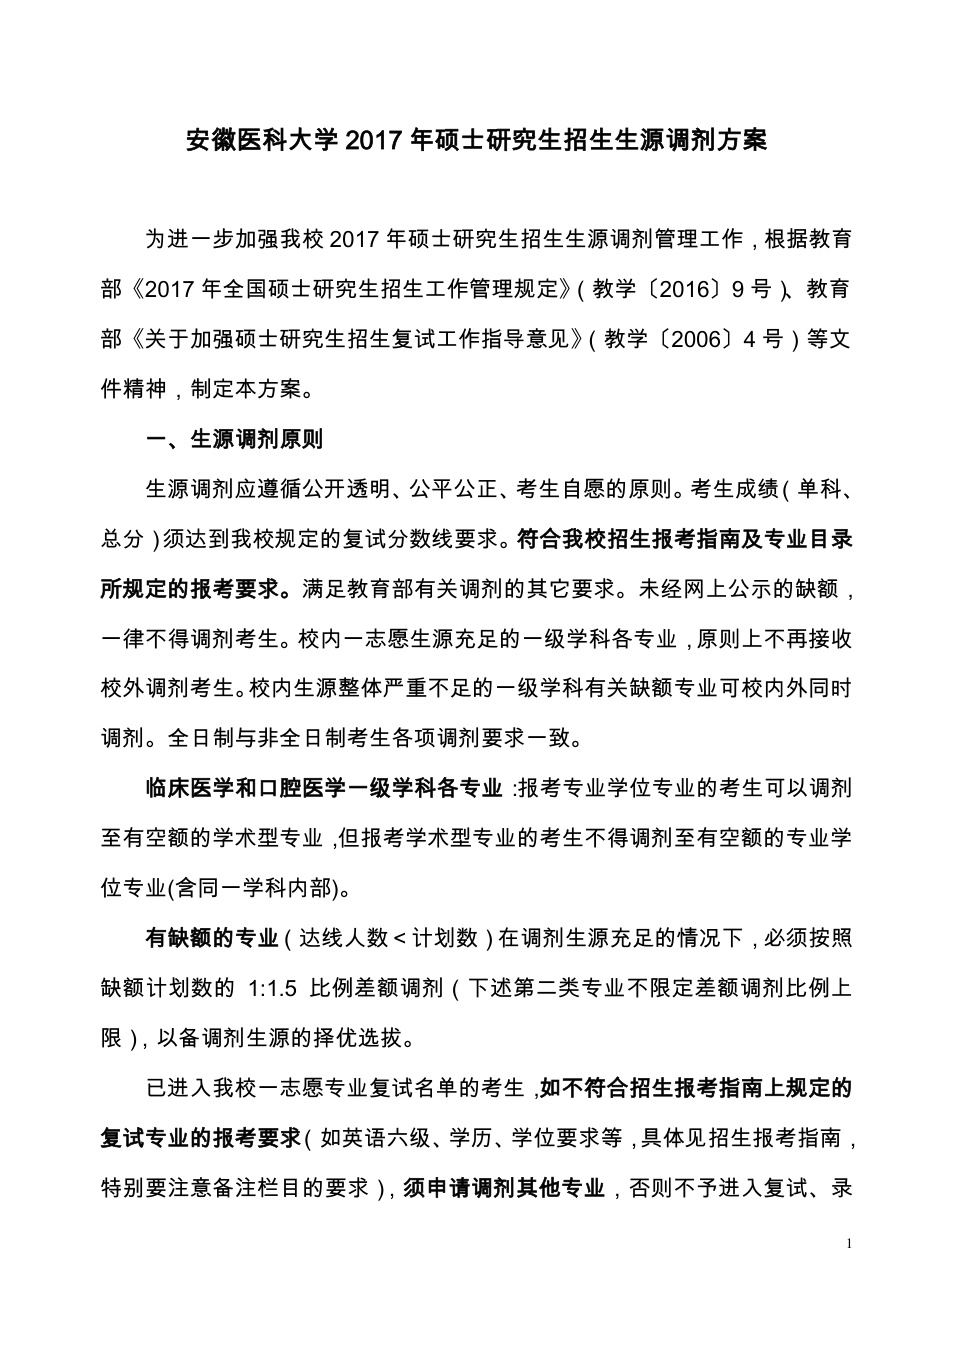 安徽医科大学 2017 年硕士研究生招生生源调剂方案
为进一步加强我校 2017 年硕士研究生招生生源调剂管理工作，根据教育
部《2017 年全国硕士研究生招生工作管理规定》（教学〔2016〕9 号）、教育
部《关于加强硕士研究生招生复试工作指导意见》（教学〔2006〕4 号）等文
件精神，制定本方案。
一、生源调剂原则
生源调剂应遵循公开透明、公平公正、考生自愿的原则。考生成绩（单科、
总分）须达到我校规定的复试分数线要求。符合我校招生报考指南及专业目录
所规定的报考要求。满足教育部有关调剂的其它要求。未经网上公示的缺额，
一律不得调剂考生。校内一志愿生源充足的一级学科各专业，原则上不再接收
校外调剂考生。校内生源整体严重不足的一级学科有关缺额专业可校内外同时
调剂。全日制与非全日制考生各项调剂要求一致。
临床医学和口腔医学一级学科各专业：报考专业学位专业的考生可以调剂
至有空额的学术型专业，但报考学术型专业的考生不得调剂至有空额的专业学
位专业(含同一学科内部)。
有缺额的专业（达线人数＜计划数）在调剂生源充足的情况下，必须按照
缺额计划数的 1:1.5 比例差额调剂（下述第二类专业不限定差额调剂比例上
限），以备调剂生源的择优选拔。
已进入我校一志愿专业复试名单的考生，如不符合招生报考指南上规定的
复试专业的报考要求（如英语六级、学历、学位要求等，具体见招生报考指南，
特别要注意备注栏目的要求），须申请调剂其他专业，否则不予进入复试、录
1